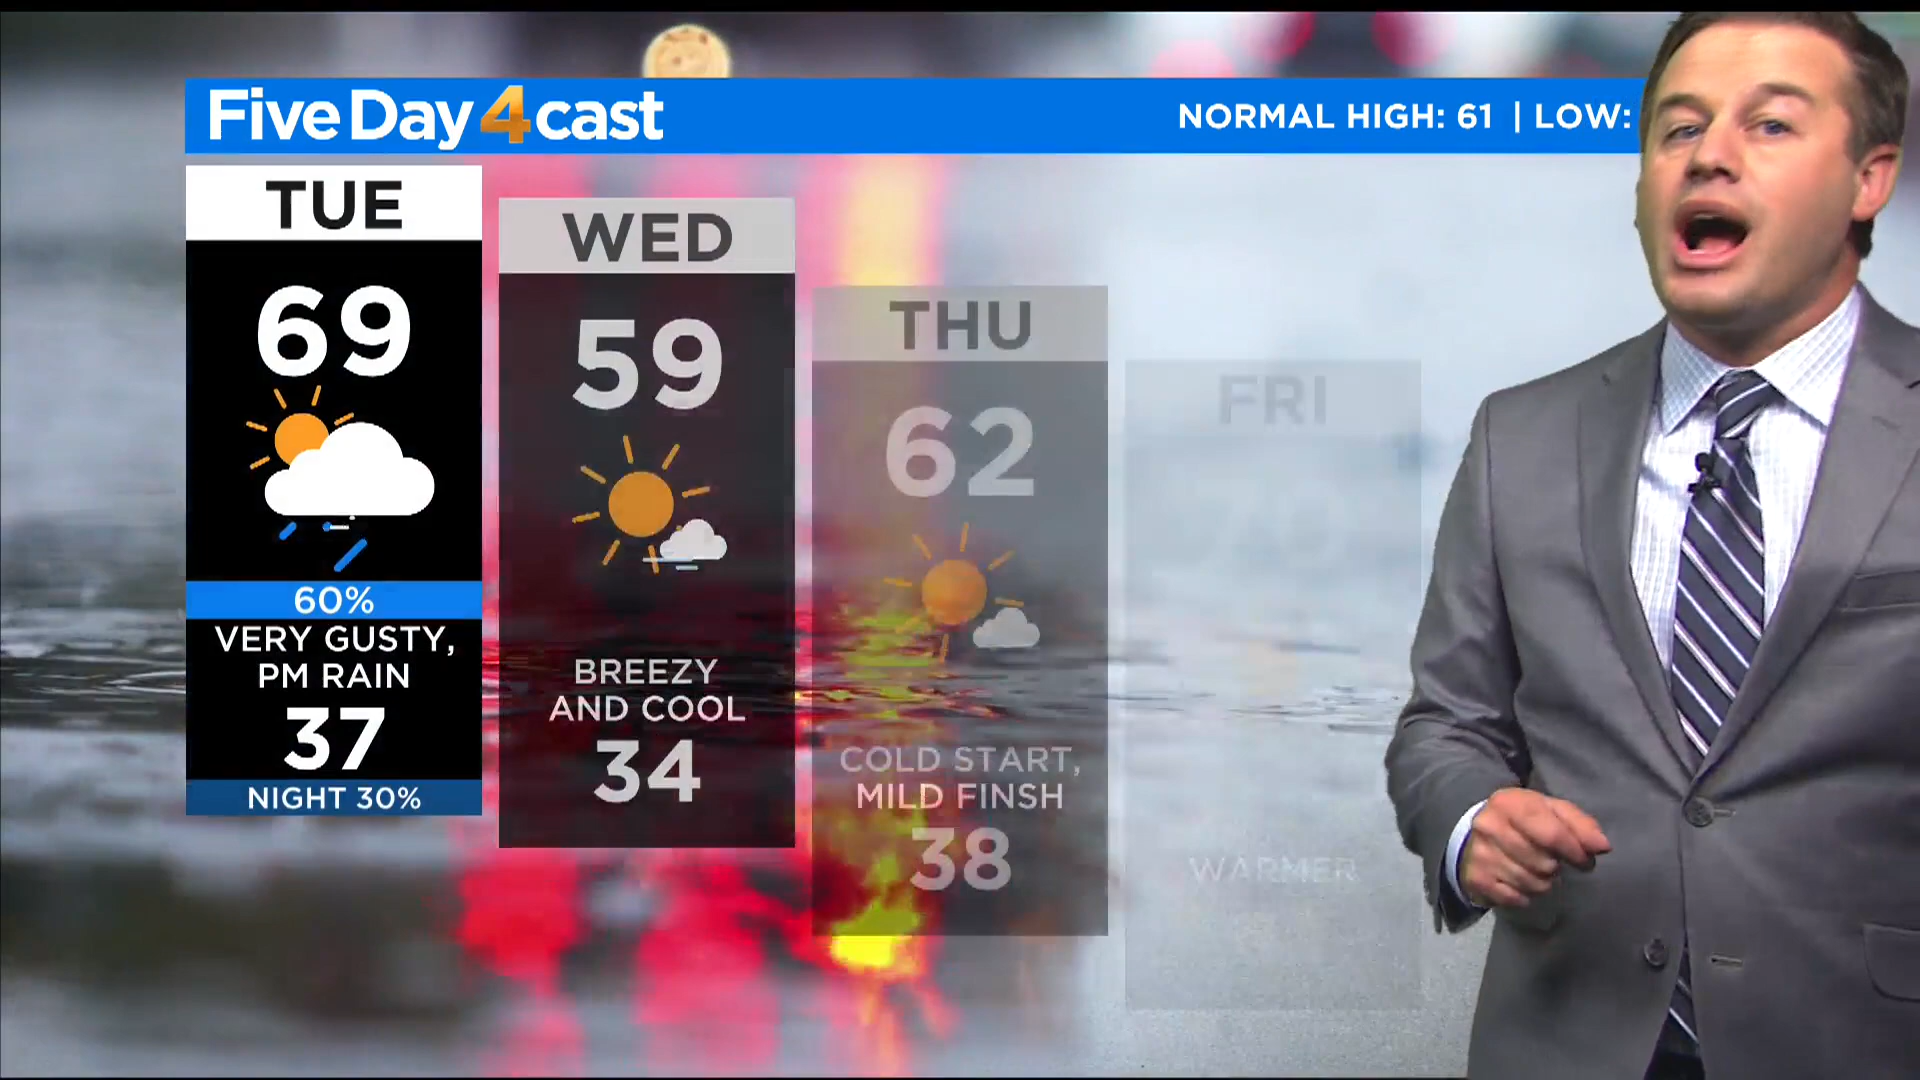 Five Day 4cast
NORMAL HIGH: 61 | LOW:
TUE
69
60%
VERY GUSTY,
PM RAIN
37
NIGHT 30%
WED
59
BREEZY
AND COOL
34
THU
62
COLD START,
MILD FINSH
38
FRI
WARMER